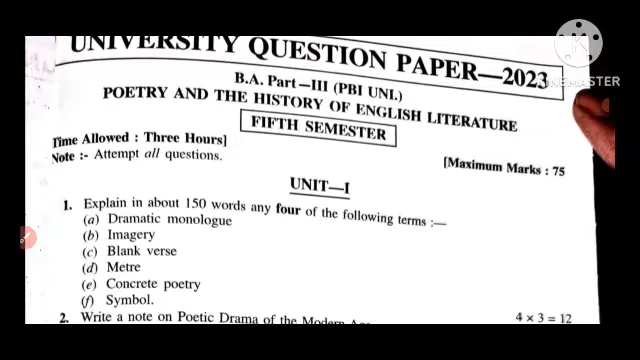 UNIVERSITY QUESTION PAPER—2023
B.A. Part—III (PBI UNI.)
POETRY AND THE HISTORY OF ENGLISH LITERATURE
FIFTH SEMESTER
Time Allowed : Three Hours]
[Maximum Marks : 75
Note :- Attempt all questions.
UNIT—I
1. Explain in about 150 words any four of the following terms :—
(a) Dramatic monologue
(b) Imagery
(c) Blank verse
(d) Metre
(e) Concrete poetry
(f) Symbol.
4 × 3 = 12
2. Write a note on Poetic Drama of the Modern Age
KINEMASTER